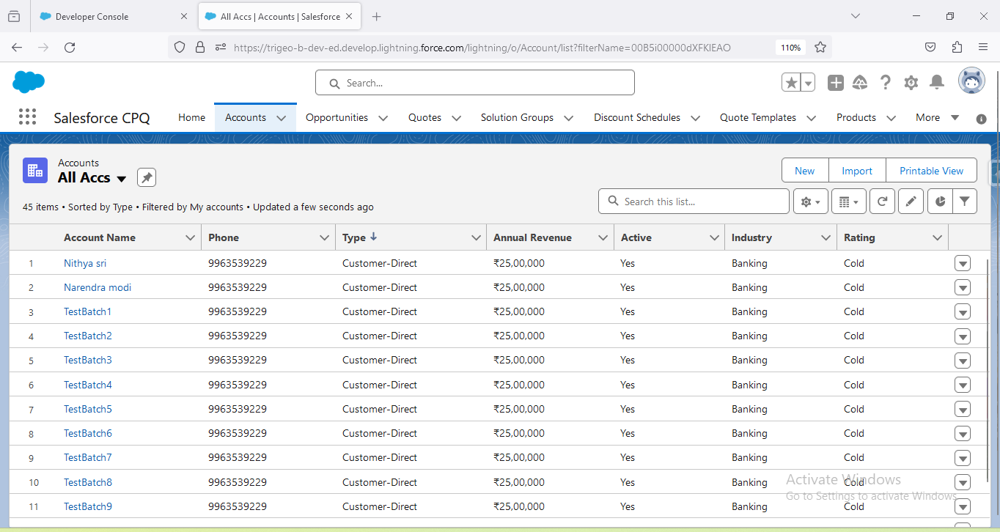 Developer Console
All Accs | Accounts | Salesforce
https://trigeo-b-dev-ed.develop.lightning.force.com/lightning/o/Account/list?filterName=00B5i00000dXFKlEAO 110%
Search...
Salesforce CPQ Home Accounts Opportunities Quotes Solution Groups Discount Schedules Quote Templates Products More
Accounts
All Accs
New Import Printable View
45 items • Sorted by Type • Filtered by My accounts • Updated a few seconds ago
Search this list...
Account Name Phone Type Annual Revenue Active Industry Rating
1 Nithya sri 9963539229 Customer-Direct ₹25,00,000 Yes Banking Cold
2 Narendra modi 9963539229 Customer-Direct ₹25,00,000 Yes Banking Cold
3 TestBatch1 9963539229 Customer-Direct ₹25,00,000 Yes Banking Cold
4 TestBatch2 9963539229 Customer-Direct ₹25,00,000 Yes Banking Cold
5 TestBatch3 9963539229 Customer-Direct ₹25,00,000 Yes Banking Cold
6 TestBatch4 9963539229 Customer-Direct ₹25,00,000 Yes Banking Cold
7 TestBatch5 9963539229 Customer-Direct ₹25,00,000 Yes Banking Cold
8 TestBatch6 9963539229 Customer-Direct ₹25,00,000 Yes Banking Cold
9 TestBatch7 9963539229 Customer-Direct ₹25,00,000 Yes Banking Cold
10 TestBatch8 9963539229 Customer-Direct ₹25,00,000 Yes Banking Cold
11 TestBatch9 9963539229 Customer-Direct ₹25,00,000 Yes Banking Cold
Activate Windows
Go to Settings to activate Windows.